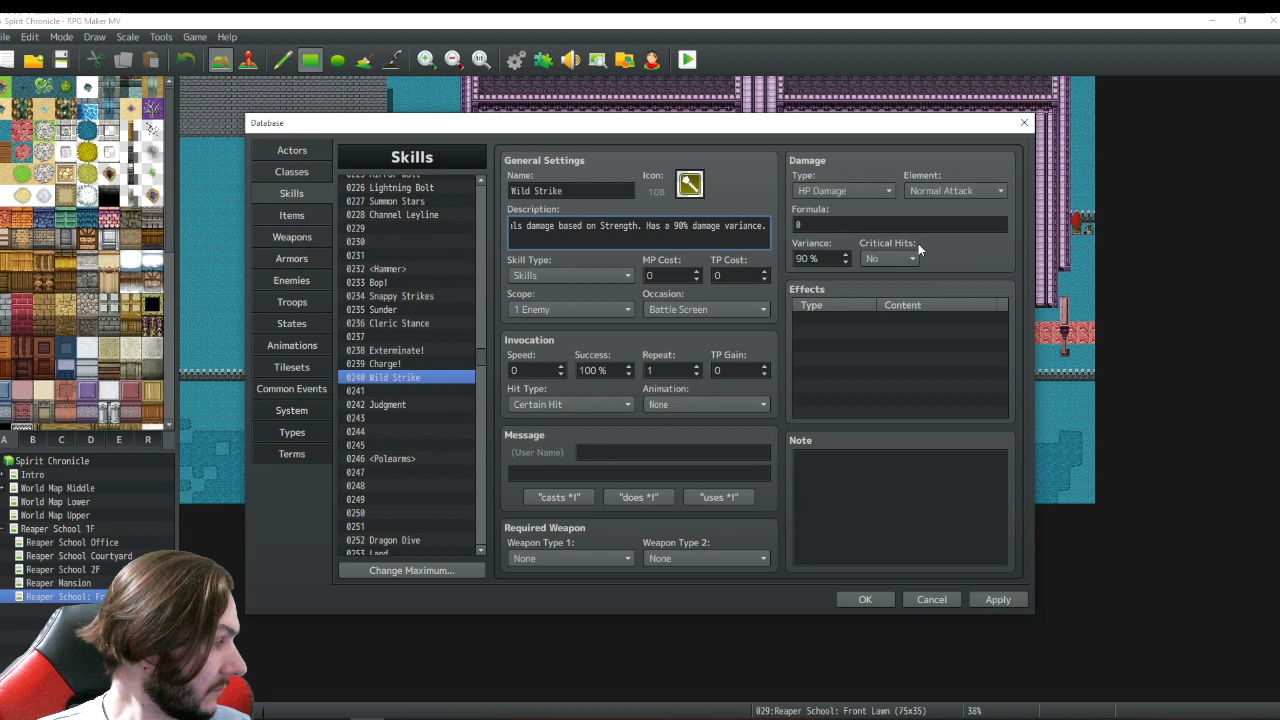 Spirit Chronicle - RPG Maker MV
Edit Mode Draw Scale Tools Game Help
Database
Actors
Classes
Skills
Items
Weapons
Armors
Enemies
Troops
States
Animations
Tilesets
Common Events
System
Types
Terms
Skills
0226 Lightning Bolt
0227 Summon Stars
0228 Channel Leyline
0229
0230
0231
0232 <Hammer>
0233 Bop!
0234 Snappy Strikes
0235 Sunder
0236 Cleric Stance
0237
0238 Exterminate!
0239 Charge!
0240 Wild Strike
0241
0242 Judgment
0243
0244
0245
0246 <Polearms>
0247
0248
0249
0250
0251
0252 Dragon Dive
0253 Land
Change Maximum...
General Settings
Name: Icon:
Wild Strike 108
Description:
ls damage based on Strength. Has a 90% damage variance.
Skill Type: MP Cost: TP Cost:
Skills 0 0
Scope: Occasion:
1 Enemy Battle Screen
Invocation
Speed: Success: Repeat: TP Gain:
0 100 % 1 0
Hit Type: Animation:
Certain Hit None
Message
(User Name)
"casts *!" "does *!" "uses *!"
Required Weapon
Weapon Type 1: Weapon Type 2:
None None
Damage
Type: Element:
HP Damage Normal Attack
Formula:
0
Variance: Critical Hits:
90 % No
Effects
Type Content
Note
OK Cancel Apply
A B C D E R
Spirit Chronicle
Intro
World Map Middle
World Map Lower
World Map Upper
Reaper School 1F
Reaper School Office
Reaper School Courtyard
Reaper School 2F
Reaper Mansion
Reaper School: Fr
029:Reaper School: Front Lawn (75x35) 38%